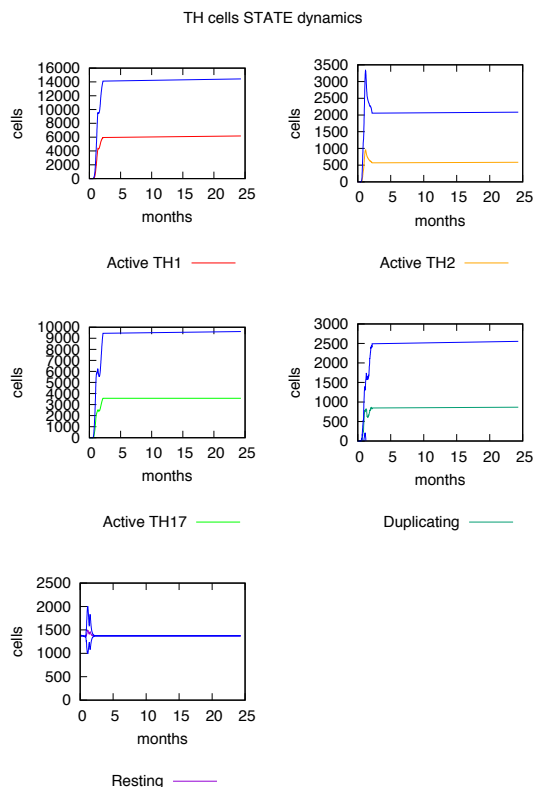 TH cells STATE dynamics
16000
14000
12000
10000
8000
6000
4000
2000
0
cells
0 5 10 15 20 25
months
Active TH1
3500
3000
2500
2000
1500
1000
500
0
cells
0 5 10 15 20 25
months
Active TH2
10000
9000
8000
7000
6000
5000
4000
3000
2000
1000
0
cells
0 5 10 15 20 25
months
Active TH17
3000
2500
2000
1500
1000
500
0
cells
0 5 10 15 20 25
months
Duplicating
2500
2000
1500
1000
500
0
cells
0 5 10 15 20 25
months
Resting